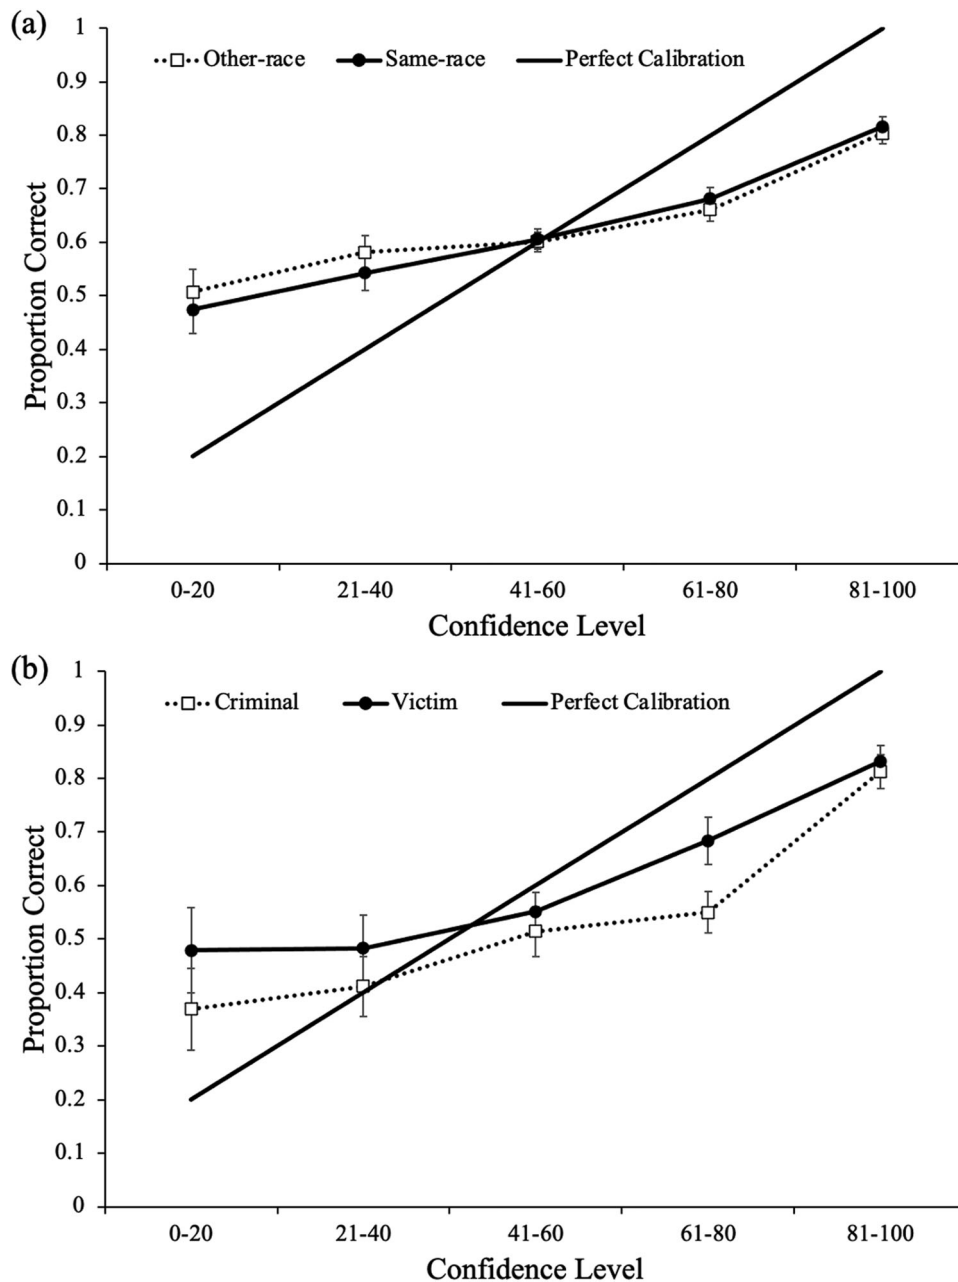 (a)
Other-race Same-race Perfect Calibration
1
0.9
0.8
0.7
0.6
0.5
0.4
0.3
0.2
0.1
0
Proportion Correct
0-20 21-40 41-60 61-80 81-100
Confidence Level
(b)
Criminal Victim Perfect Calibration
1
0.9
0.8
0.7
0.6
0.5
0.4
0.3
0.2
0.1
0
Proportion Correct
0-20 21-40 41-60 61-80 81-100
Confidence Level